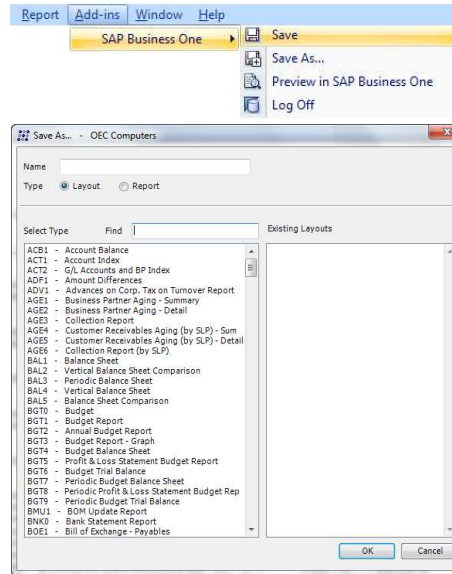 Report Add-ins Window Help
SAP Business One Save
Save As...
Preview in SAP Business One
Log Off
Save As... - OEC Computers
Name
Type Layout Report
Select Type Find Existing Layouts
ACB1 - Account Balance
ACT1 - Account Index
ACT2 - G/L Accounts and BP Index
ADF1 - Amount Differences
ADV1 - Advances on Corp. Tax on Turnover Report
AGE1 - Business Partner Aging - Summary
AGE2 - Business Partner Aging - Detail
AGE3 - Collection Report
AGE4 - Customer Receivables Aging (by SLP) - Sum
AGE5 - Customer Receivables Aging (by SLP) - Detail
AGE6 - Collection Report (by SLP)
BAL1 - Balance Sheet
BAL2 - Vertical Balance Sheet Comparison
BAL3 - Periodic Balance Sheet
BAL4 - Vertical Balance Sheet
BAL5 - Balance Sheet Comparison
BGT0 - Budget
BGT1 - Budget Report
BGT2 - Annual Budget Report
BGT3 - Budget Report - Graph
BGT4 - Budget Balance Sheet
BGT5 - Profit & Loss Statement Budget Report
BGT6 - Budget Trial Balance
BGT7 - Periodic Budget Balance Sheet
BGT8 - Periodic Profit & Loss Statement Budget Rep
BGT9 - Periodic Budget Trial Balance
BMU1 - BOM Update Report
BNK0 - Bank Statement Report
BOE1 - Bill of Exchange - Payables
OK Cancel